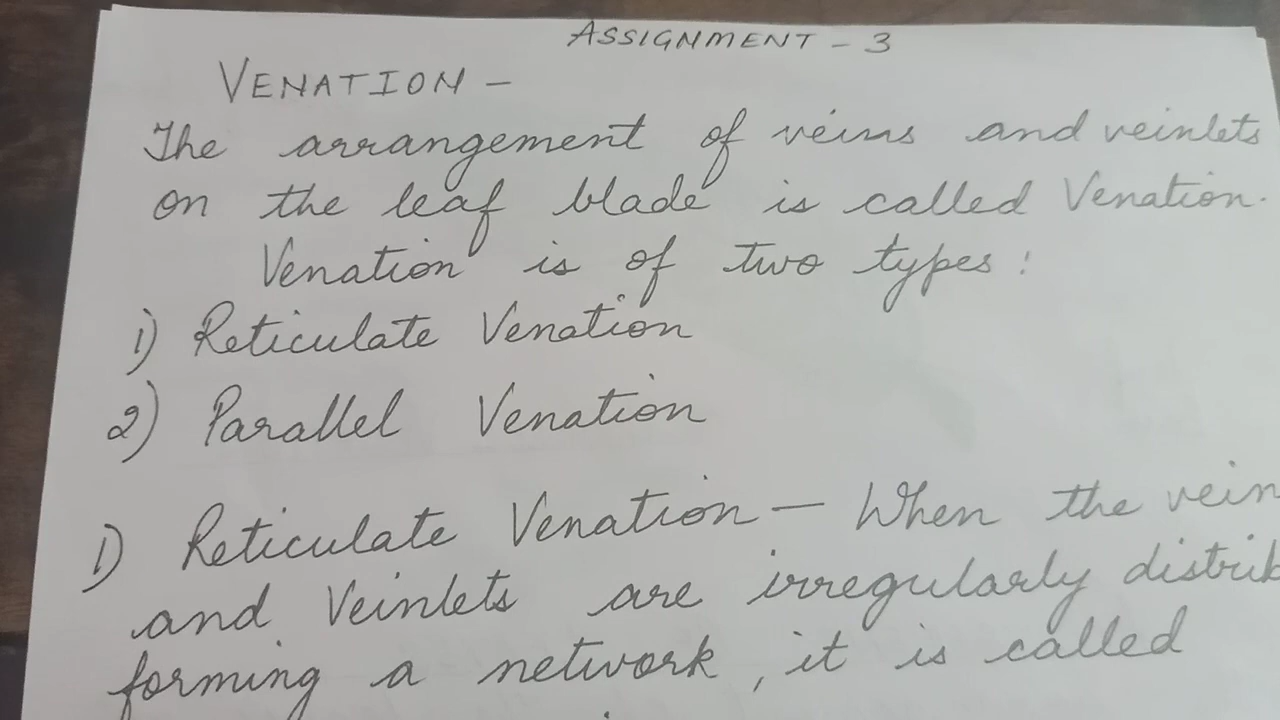 ASSIGNMENT - 3
VENATION -
The arrangement of veins and veinlets
on the leaf blade is called Venation.
Venation is of two types :
1) Reticulate Venation
2) Parallel Venation
1) Reticulate Venation — When the vein
and Veinlets are irregularly distrib
forming a network, it is called